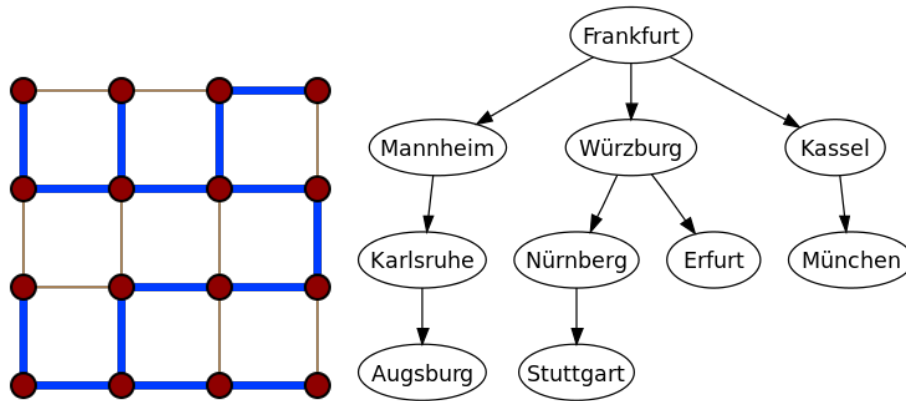 Frankfurt
Mannheim
Würzburg
Kassel
Karlsruhe
Nürnberg
Erfurt
München
Augsburg
Stuttgart